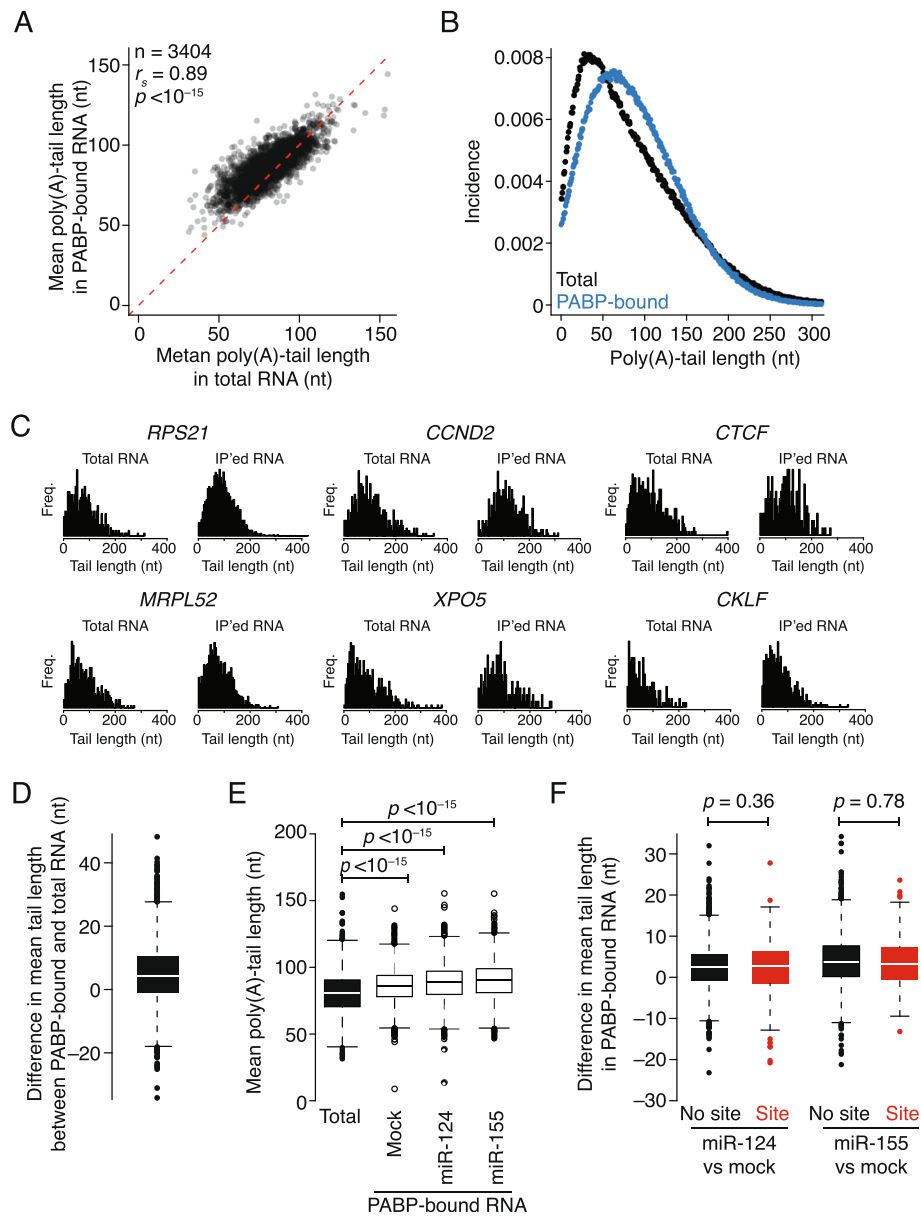 A
n = 3404
rs = 0.89
p <10−15
150
100
50
0
Mean poly(A)-tail length
in PABP-bound RNA (nt)
0 50 100 150
Metan poly(A)-tail length
in total RNA (nt)
B
0.008
0.006
0.004
0.002
0
Incidence
Total
PABP-bound
0 50 100 150 200 250 300
Poly(A)-tail length (nt)
C
RPS21
Total RNA IP'ed RNA
Freq.
0 200 400 0 200 400
Tail length (nt) Tail length (nt)
CCND2
Total RNA IP'ed RNA
Freq.
0 200 400 0 200 400
Tail length (nt) Tail length (nt)
CTCF
Total RNA IP'ed RNA
Freq.
0 200 400 0 200 400
Tail length (nt) Tail length (nt)
MRPL52
Total RNA IP'ed RNA
Freq.
0 200 400 0 200 400
Tail length (nt) Tail length (nt)
XPO5
Total RNA IP'ed RNA
Freq.
0 200 400 0 200 400
Tail length (nt) Tail length (nt)
CKLF
Total RNA IP'ed RNA
Freq.
0 200 400 0 200 400
Tail length (nt) Tail length (nt)
D
Difference in mean tail length
between PABP-bound and total RNA (nt)
40
20
0
−20
E
p <10−15
p <10−15
p <10−15
Mean poly(A)-tail length (nt)
200
150
100
50
0
Total
Mock
miR-124
miR-155
PABP-bound RNA
F
p = 0.36 p = 0.78
Difference in mean tail length
in PABP-bound RNA (nt)
30
20
10
0
−10
−20
−30
No site Site No site Site
miR-124
vs mock
miR-155
vs mock